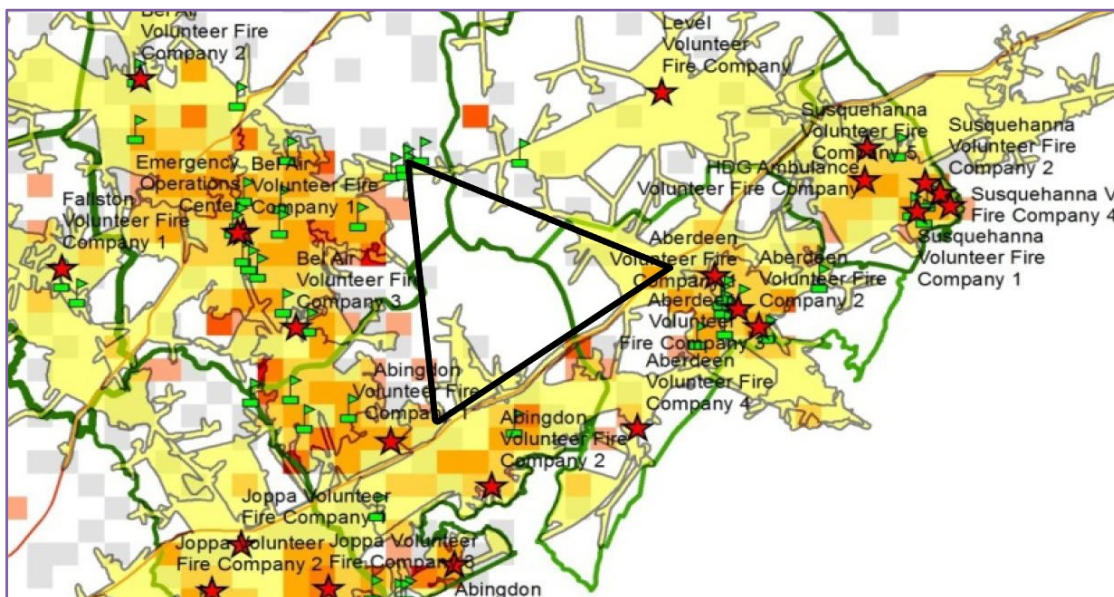 Bel Air
Volunteer Fire
Company 2
Level
Volunteer
Fire Company
Susquehanna
Volunteer Fire
Company 5
Susquehanna
Volunteer Fire
Company 2
Emergency
Operations
Center
Bel Air
Volunteer Fire
Company 1
HDG Ambulance
Volunteer Fire Company
Fallston
Volunteer Fire
Company 1
Susquehanna V
Fire Company 4
Susquehanna
Volunteer Fire
Company 1
Bel Air
Volunteer Fire
Company 3
Aberdeen
Volunteer Fire
Company 1
Aberdeen
Volunteer Fire
Company 2
Aberdeen
Volunteer
Fire Company 3
Aberdeen
Volunteer Fire
Company 4
Abingdon
Volunteer Fire
Company 1
Abingdon
Volunteer Fire
Company 2
Joppa Volunteer
Fire Company 1
Joppa Volunteer
Fire Company 2
Joppa Volunteer
Fire Company 3
Abingdon